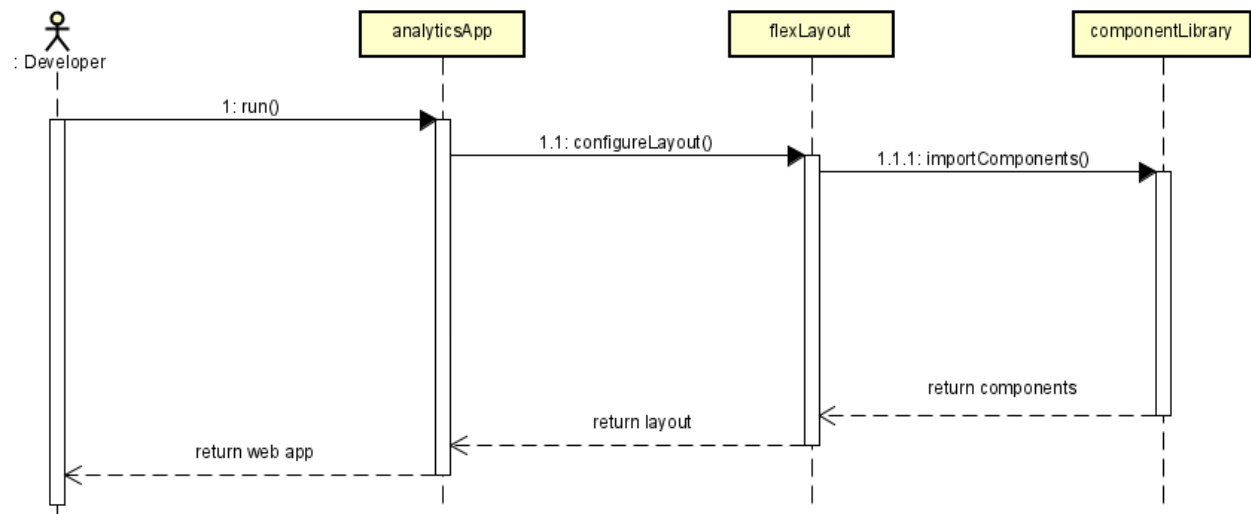 analyticsApp
flexLayout
componentLibrary
: Developer
1: run()
1.1: configureLayout()
1.1.1: importComponents()
return components
return layout
return web app